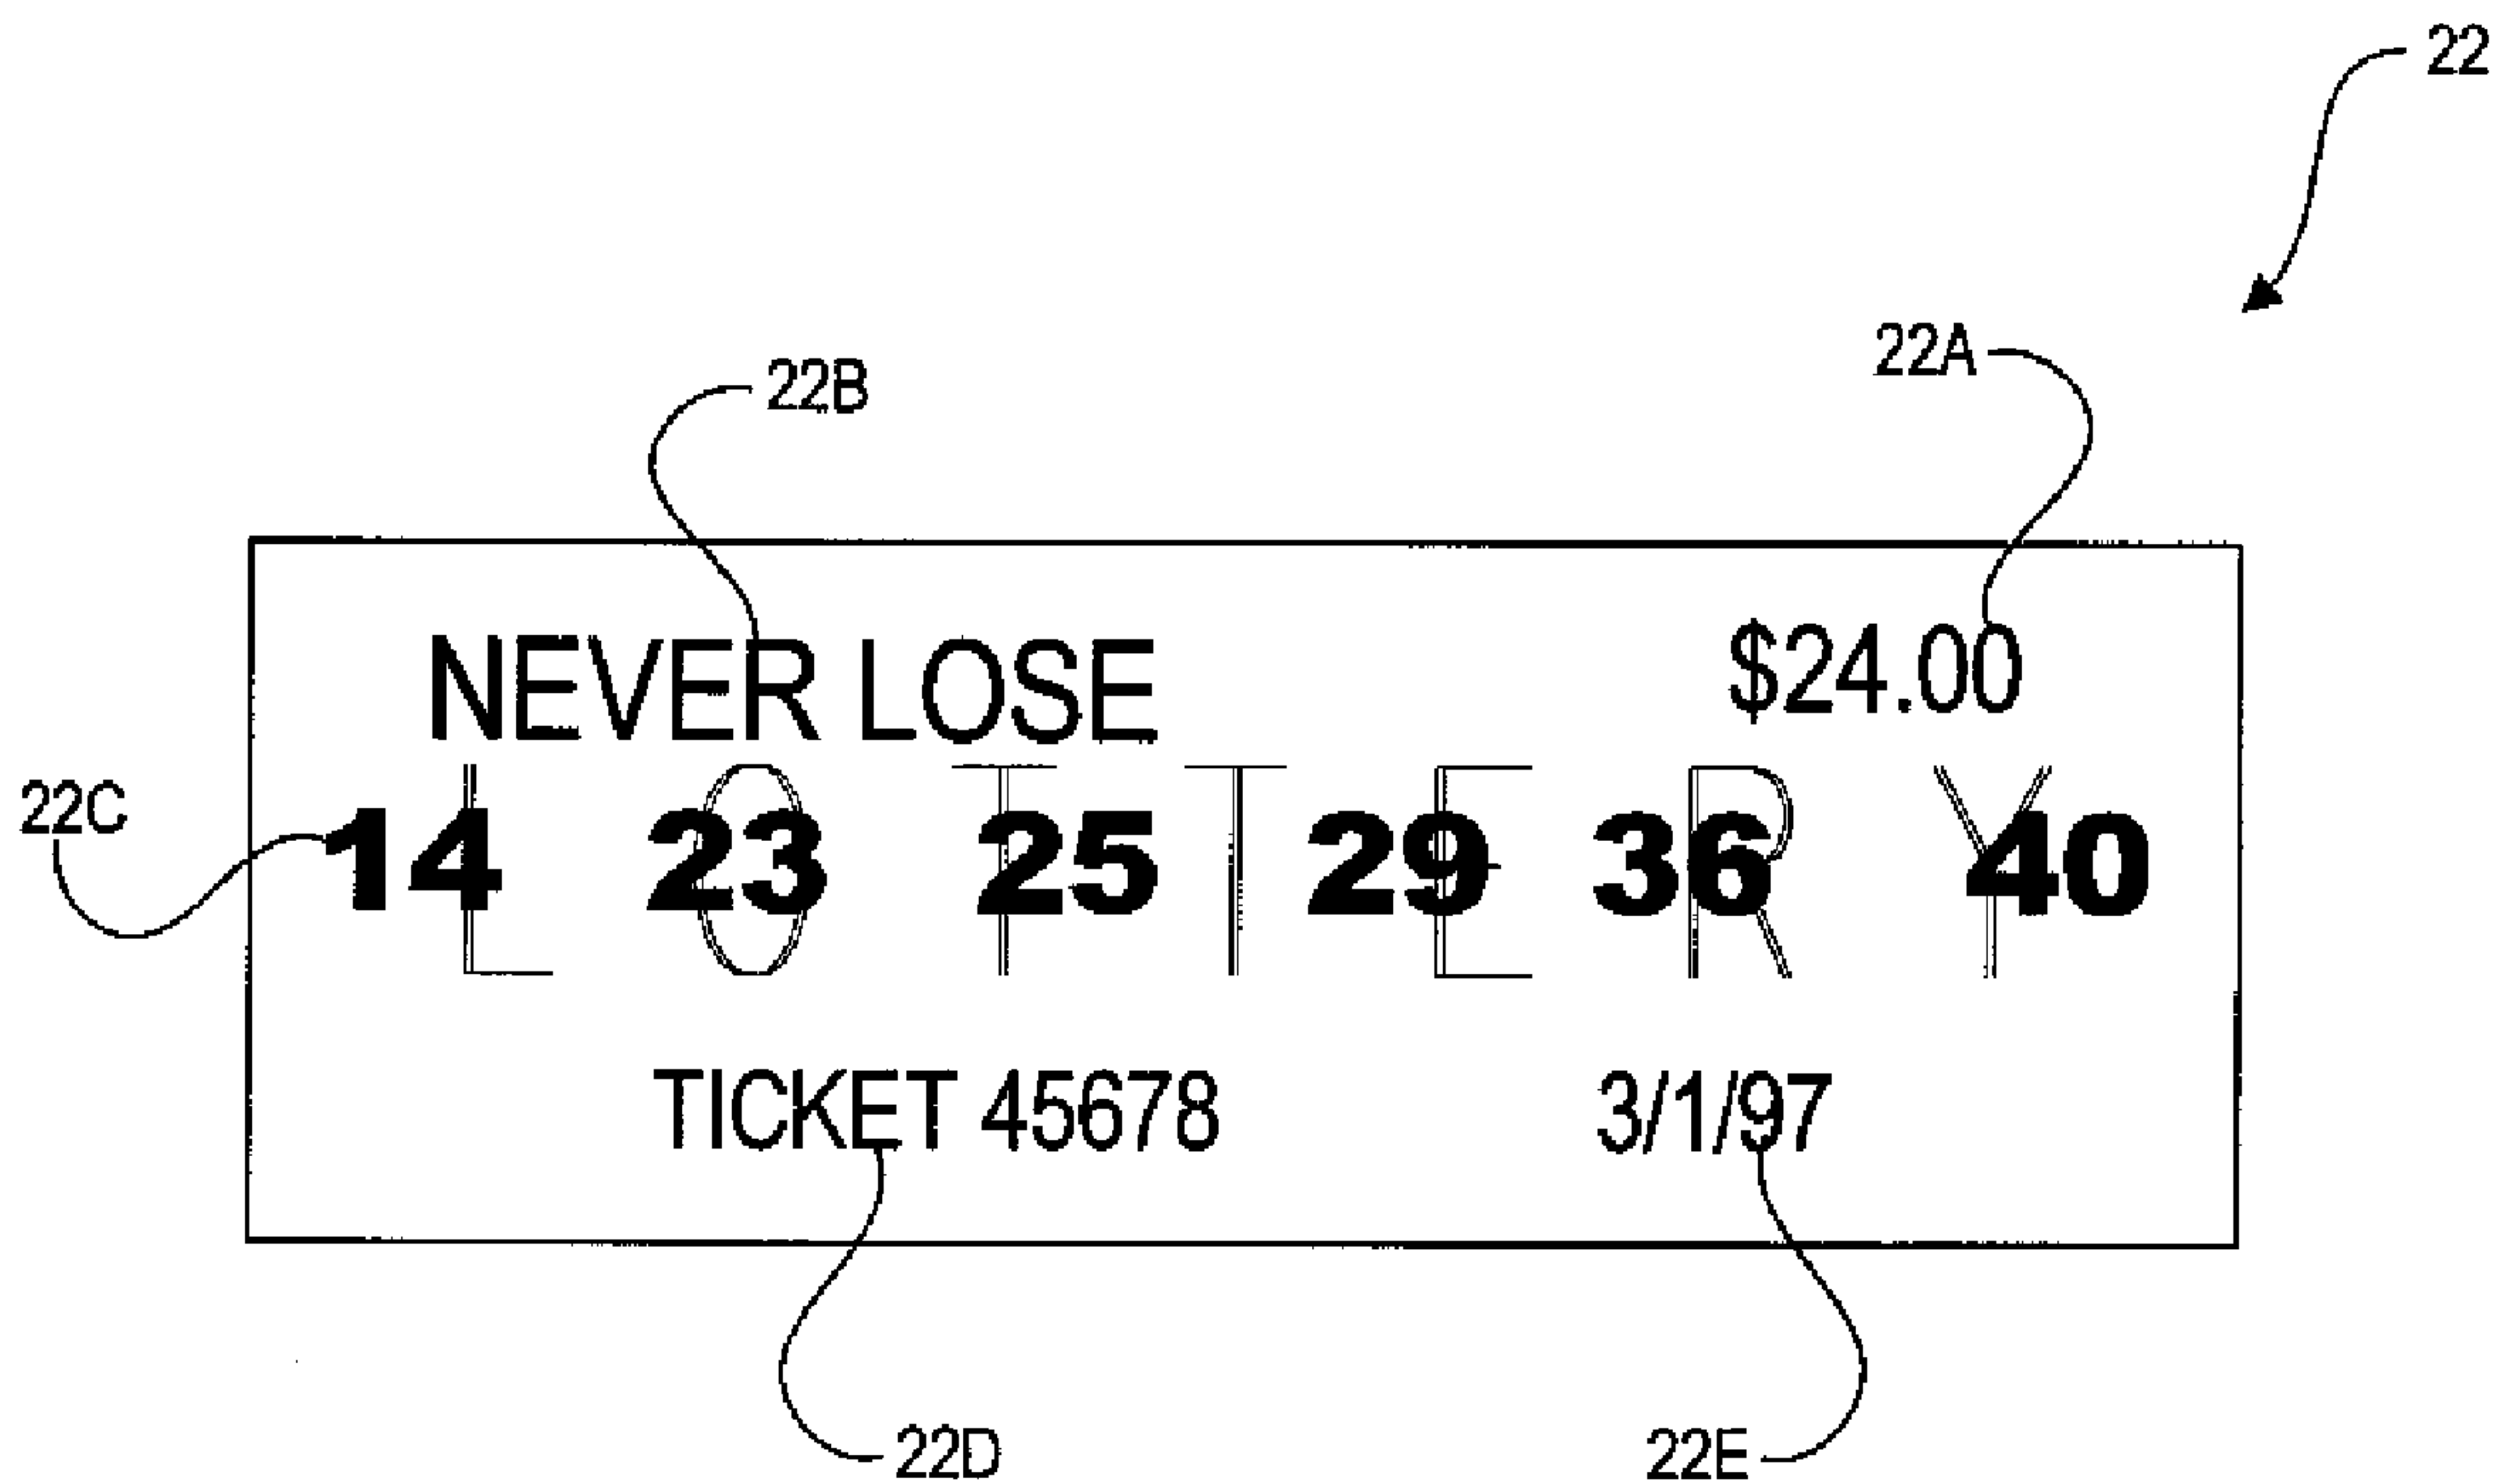 22
22A
22B
NEVER LOSE $24.00
LOTTERY
22C
14 23 25 29 36 40
TICKET 45678 3/1/97
22D 22E